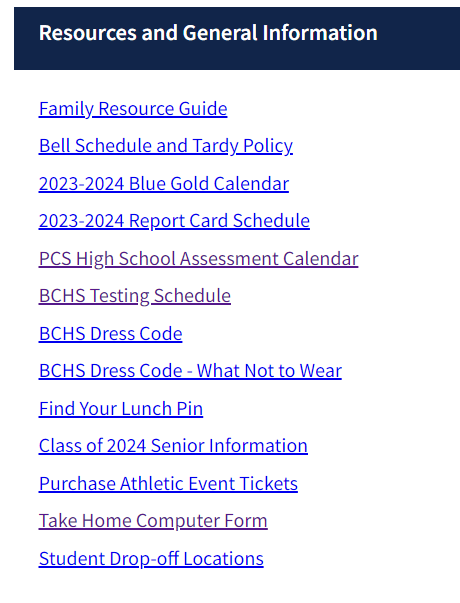 Resources and General Information
Family Resource Guide
Bell Schedule and Tardy Policy
2023-2024 Blue Gold Calendar
2023-2024 Report Card Schedule
PCS High School Assessment Calendar
BCHS Testing Schedule
BCHS Dress Code
BCHS Dress Code - What Not to Wear
Find Your Lunch Pin
Class of 2024 Senior Information
Purchase Athletic Event Tickets
Take Home Computer Form
Student Drop-off Locations